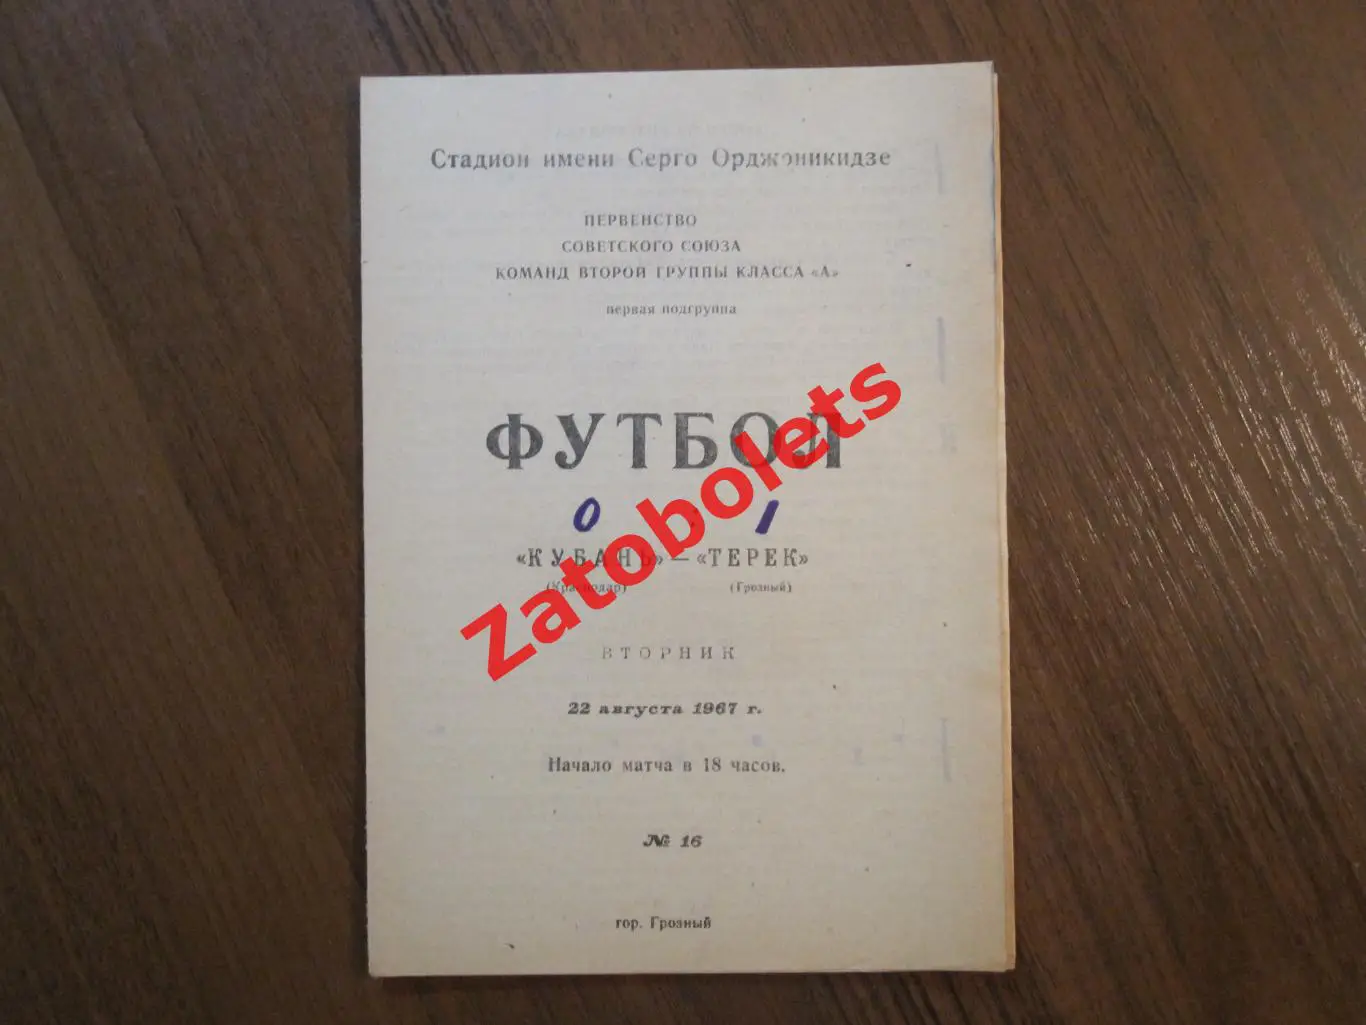 Стадион имени Серго Орджоникидзе
ПЕРВЕНСТВО
СОВЕТСКОГО СОЮЗА
КОМАНД ВТОРОЙ ГРУППЫ КЛАССА «А»
первая подгруппа
ФУТБОЛ
0 : 1
«КУБАНЬ» — «ТЕРЕК»
(Краснодар) (Грозный)
ВТОРНИК
22 августа 1967 г.
Начало матча в 18 часов.
№ 16
гор. Грозный
Zatobolets